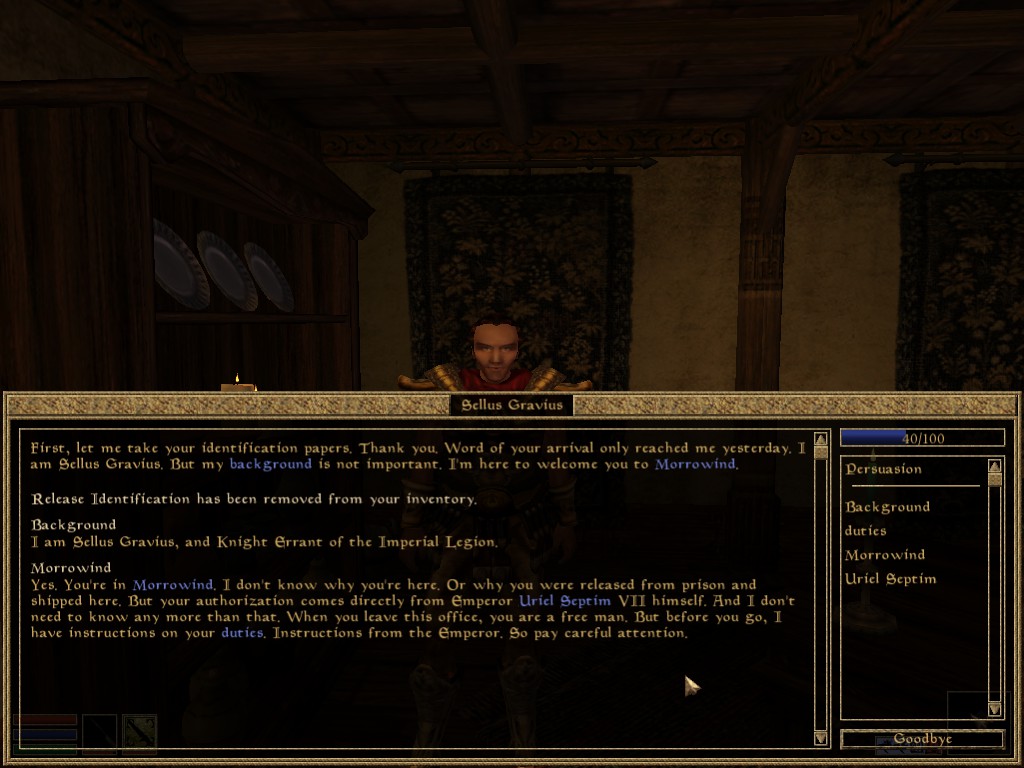 Sellus Gravius
First, let me take your identification papers. Thank you. Word of your arrival only reached me yesterday. I
am Sellus Gravius. But my background is not important. I'm here to welcome you to Morrowind.
Release Identification has been removed from your inventory.
Background
I am Sellus Gravius, and Knight Errant of the Imperial Legion.
Morrowind
Yes. You're in Morrowind. I don't know why you're here. Or why you were released from prison and
shipped here. But your authorization comes directly from Emperor Uriel Septim VII himself. And I don't
need to know any more than that. When you leave this office, you are a free man. But before you go, I
have instructions on your duties. Instructions from the Emperor. So pay careful attention.
40/100
Persuasion
Background
duties
Morrowind
Uriel Septim
Goodbye